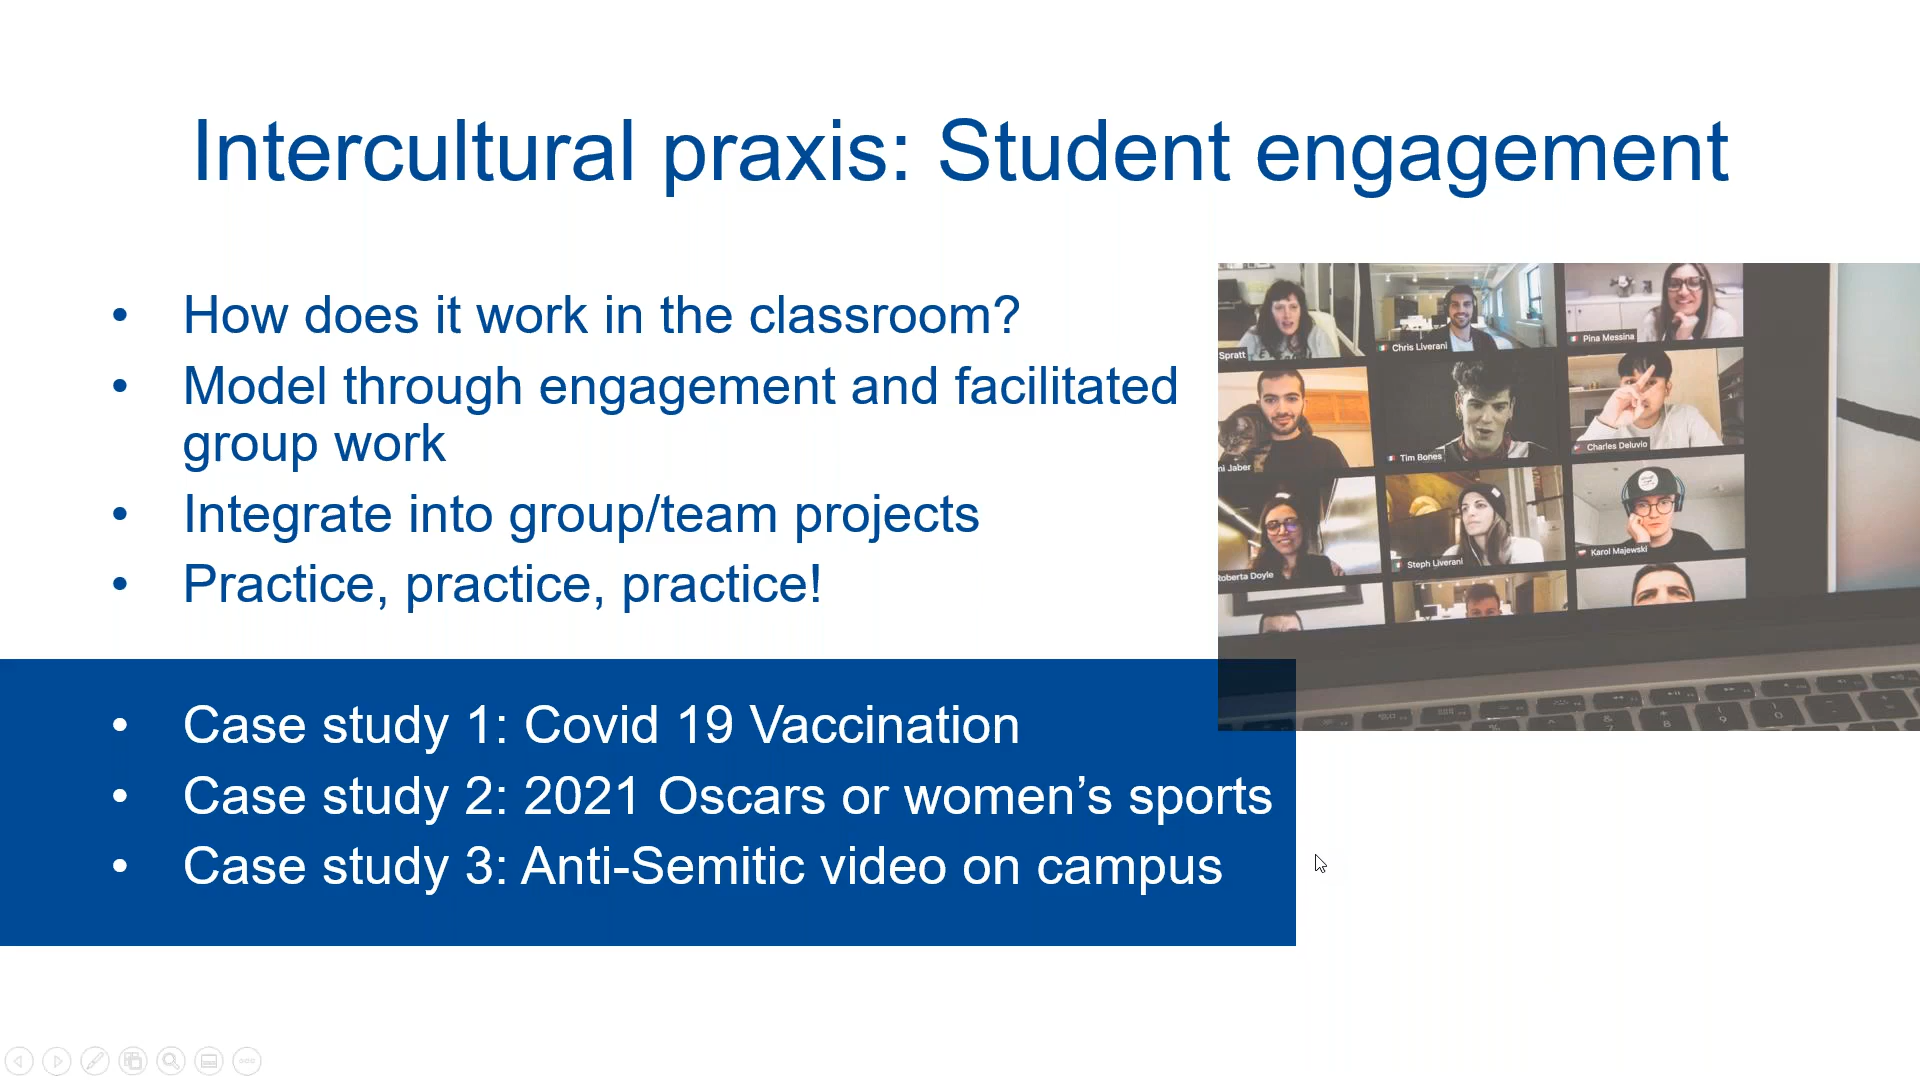 Intercultural praxis: Student engagement
• How does it work in the classroom?
• Model through engagement and facilitated
group work
• Integrate into group/team projects
• Practice, practice, practice!
• Case study 1: Covid 19 Vaccination
• Case study 2: 2021 Oscars or women’s sports
• Case study 3: Anti-Semitic video on campus
Spratt
Chris Liverani
Pina Messina
ni Jaber
Tim Bones
Charles Deluvio
Roberta Doyle
Steph Liverani
Karol Majewski